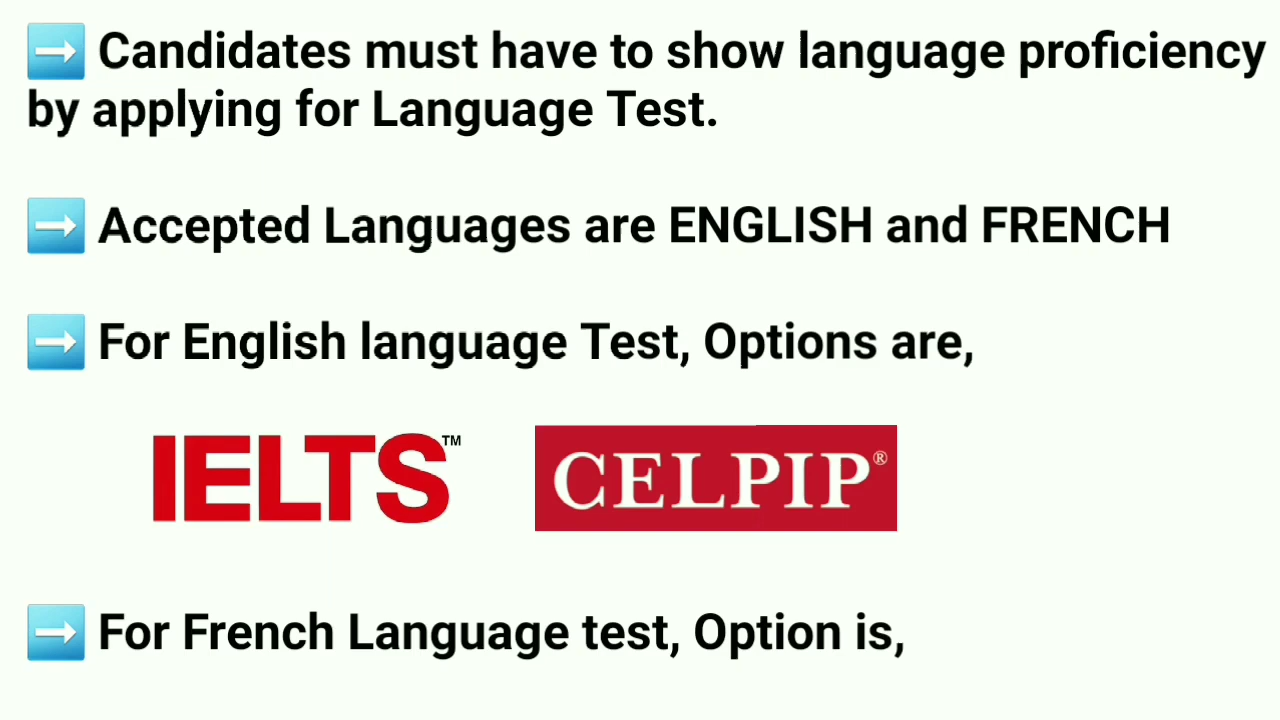 ➡️ Candidates must have to show language proficiency
by applying for Language Test.
➡️ Accepted Languages are ENGLISH and FRENCH
➡️ For English language Test, Options are,
IELTS™ CELPIP®
➡️ For French Language test, Option is,